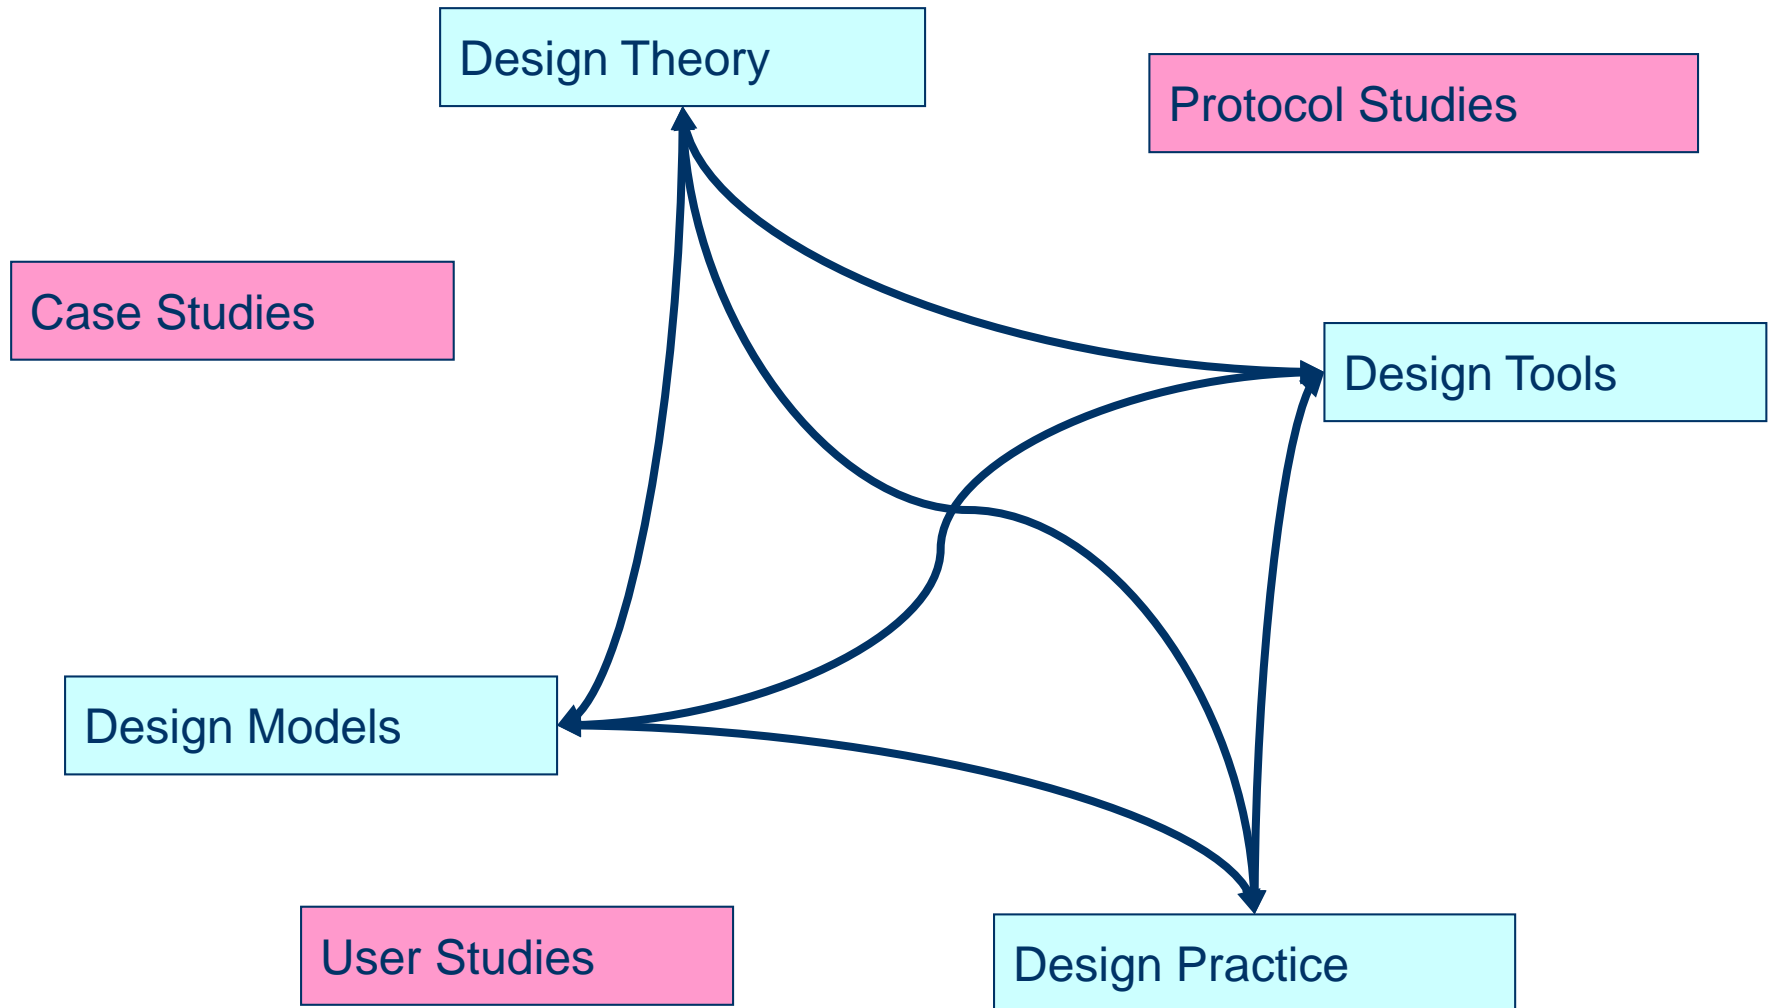 Design Theory
Protocol Studies
Case Studies
Design Tools
Design Models
User Studies
Design Practice